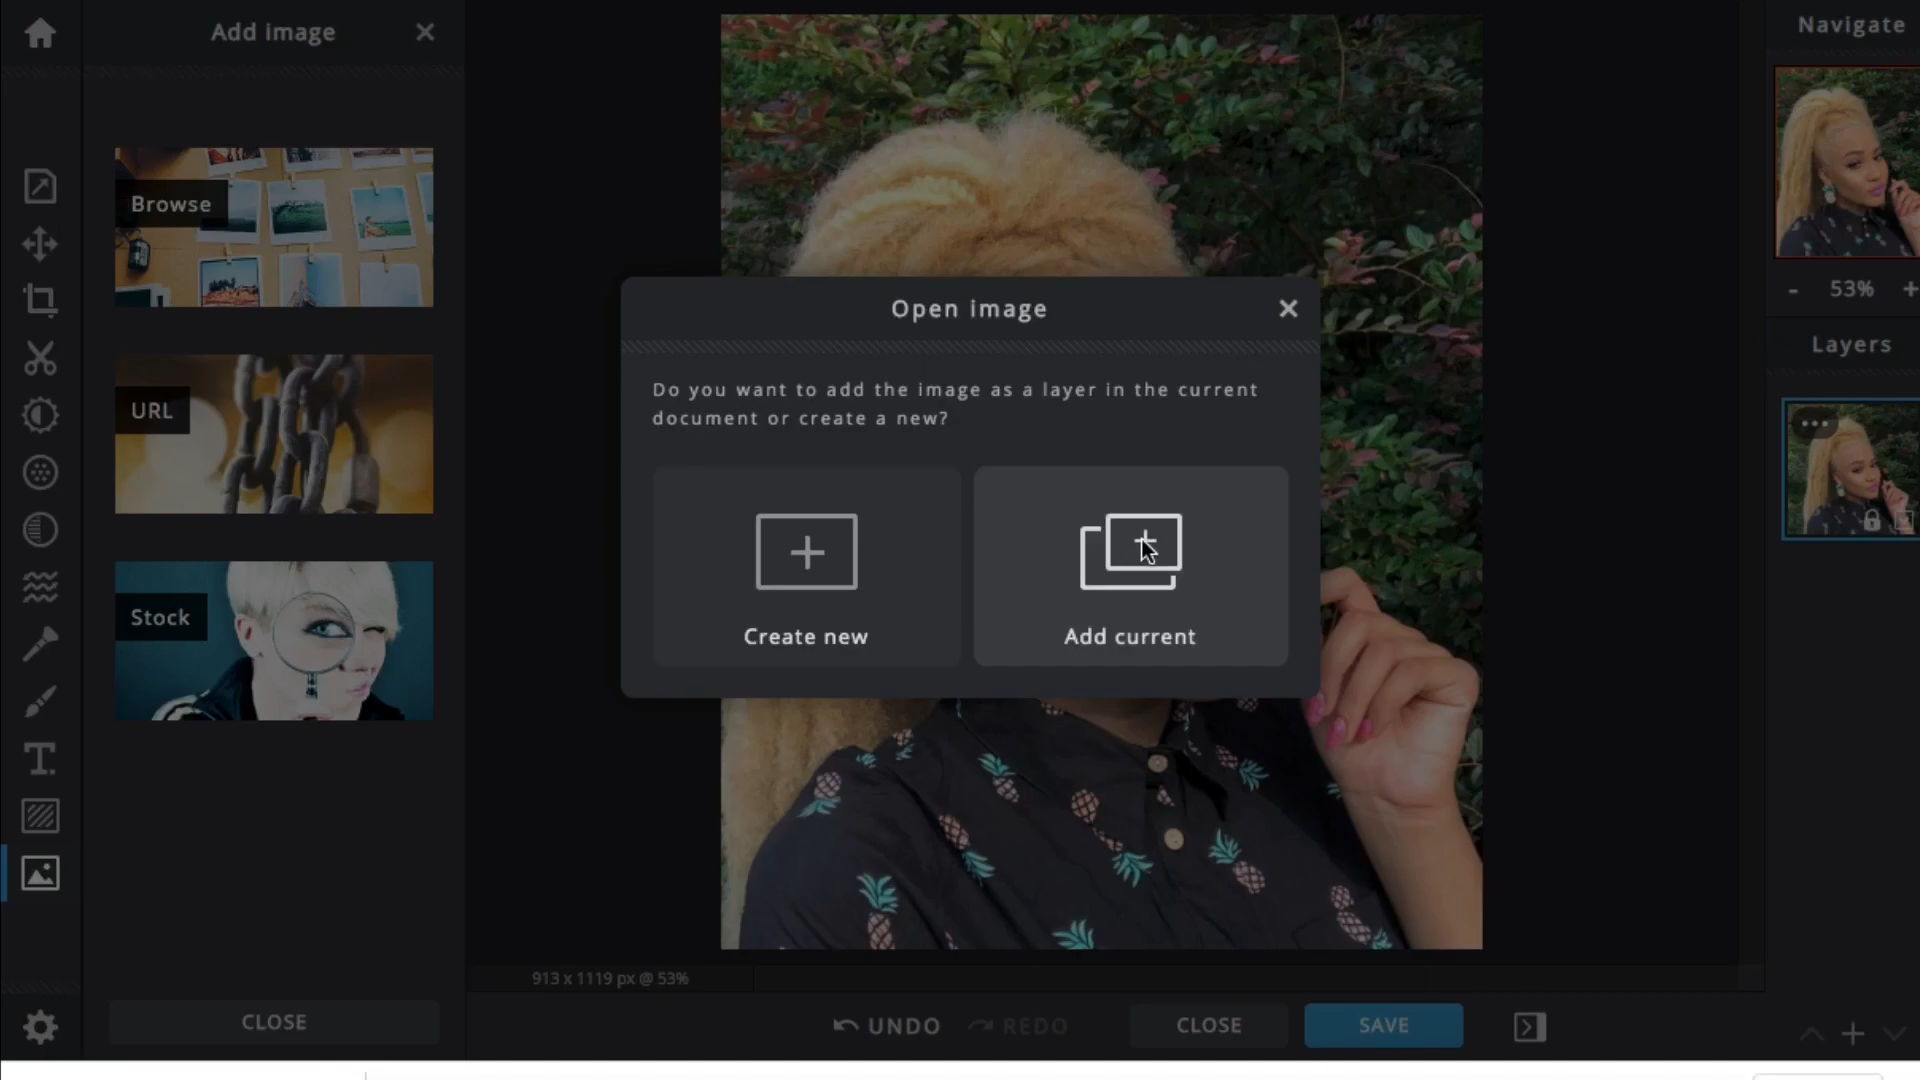 Add image
Browse
URL
Stock
CLOSE
Open image
Do you want to add the image as a layer in the current
document or create a new?
Create new
Add current
913 x 1119 px @ 53%
UNDO
REDO
CLOSE
SAVE
Navigate
- 53% +
Layers